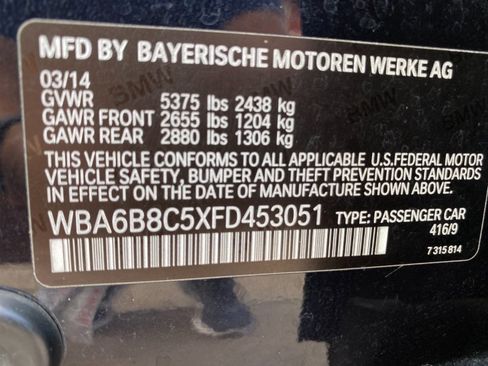 MFD BY BAYERISCHE MOTOREN WERKE AG
03/14
GVWR 5375 lbs 2438 kg
GAWR FRONT 2655 lbs 1204 kg
GAWR REAR 2880 lbs 1306 kg
THIS VEHICLE CONFORMS TO ALL APPLICABLE U.S.FEDERAL MOTOR
VEHICLE SAFETY, BUMPER AND THEFT PREVENTION STANDARDS
IN EFFECT ON THE DATE OF MANUFACTURE SHOWN ABOVE.
WBA6B8C5XFD453051 TYPE: PASSENGER CAR
416/9
7 315 814